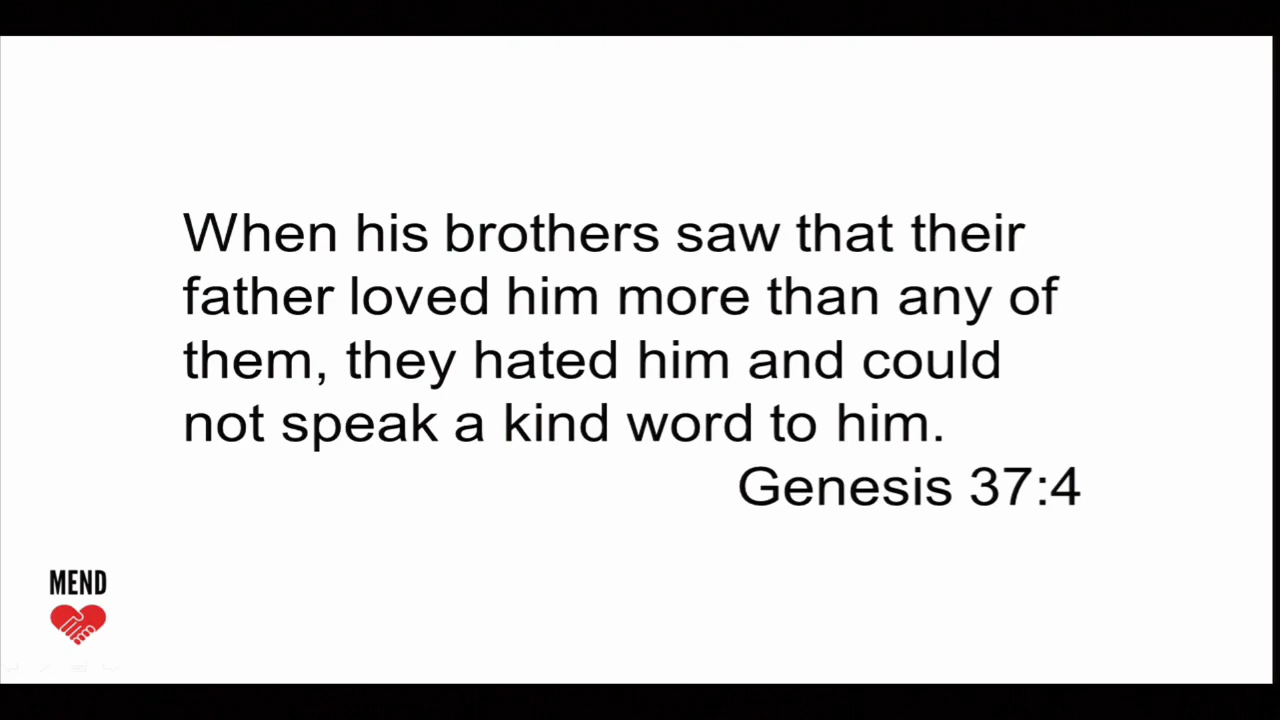 When his brothers saw that their
father loved him more than any of
them, they hated him and could
not speak a kind word to him.
Genesis 37:4
MEND